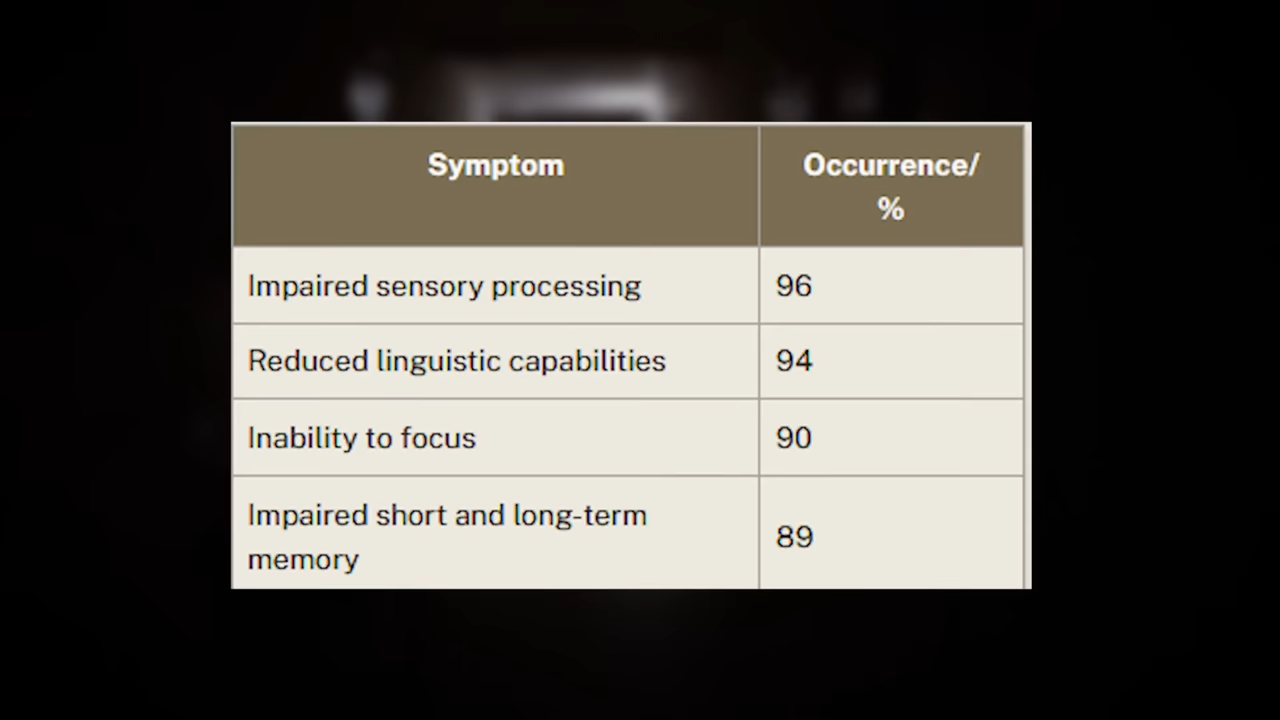 Symptom Occurrence/
%
Impaired sensory processing 96
Reduced linguistic capabilities 94
Inability to focus 90
Impaired short and long-term
memory 89